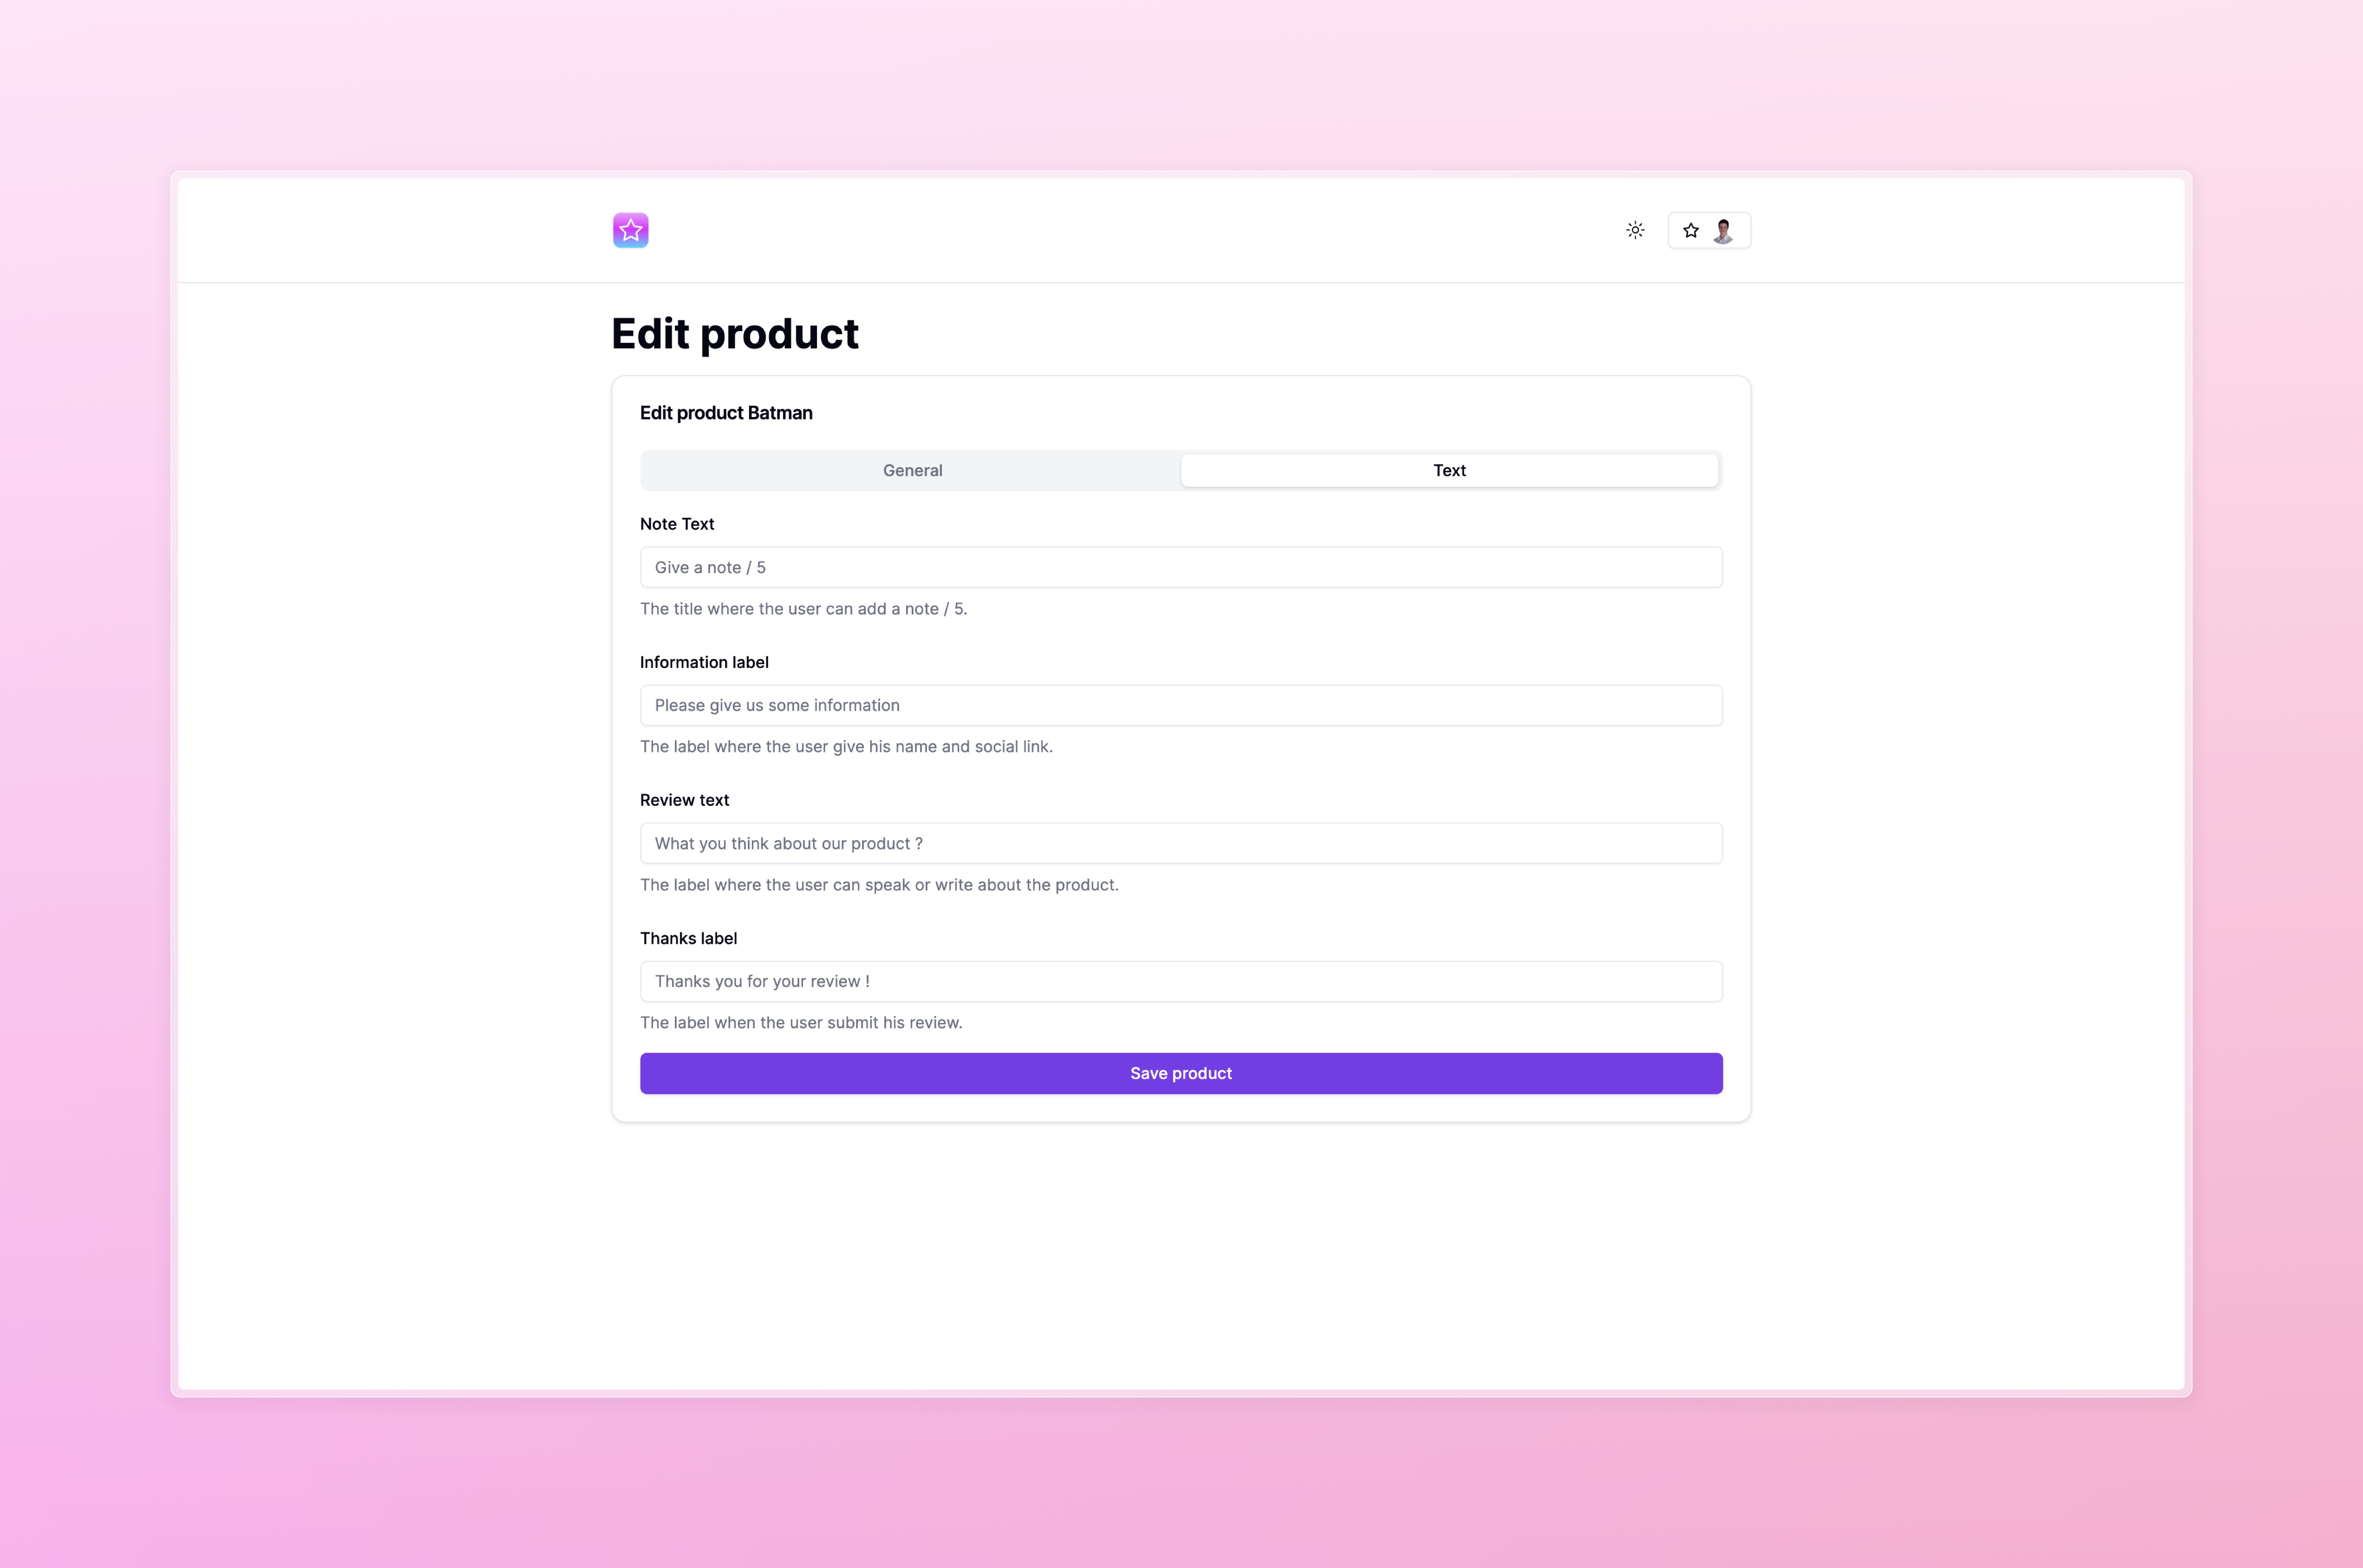 Edit product
Edit product Batman
General
Text
Note Text
Give a note / 5
The title where the user can add a note / 5.
Information label
Please give us some information
The label where the user give his name and social link.
Review text
What you think about our product ?
The label where the user can speak or write about the product.
Thanks label
Thanks you for your review !
The label when the user submit his review.
Save product